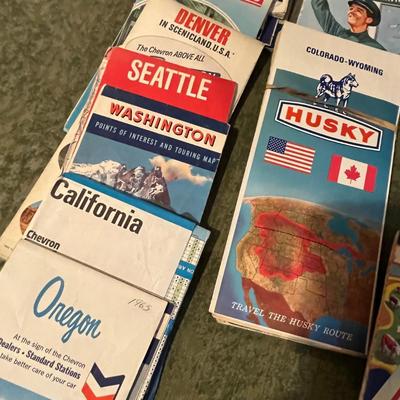 DENVER
IN SCENICLAND, U.S.A.
The Chevron ABOVE ALL
SEATTLE
WASHINGTON
POINTS OF INTEREST AND TOURING MAP
California
Chevron
Oregon
1965
At the sign of the Chevron
Dealers • Standard Stations
take better care of your car
COLORADO-WYOMING
HUSKY
TRAVEL THE HUSKY ROUTE